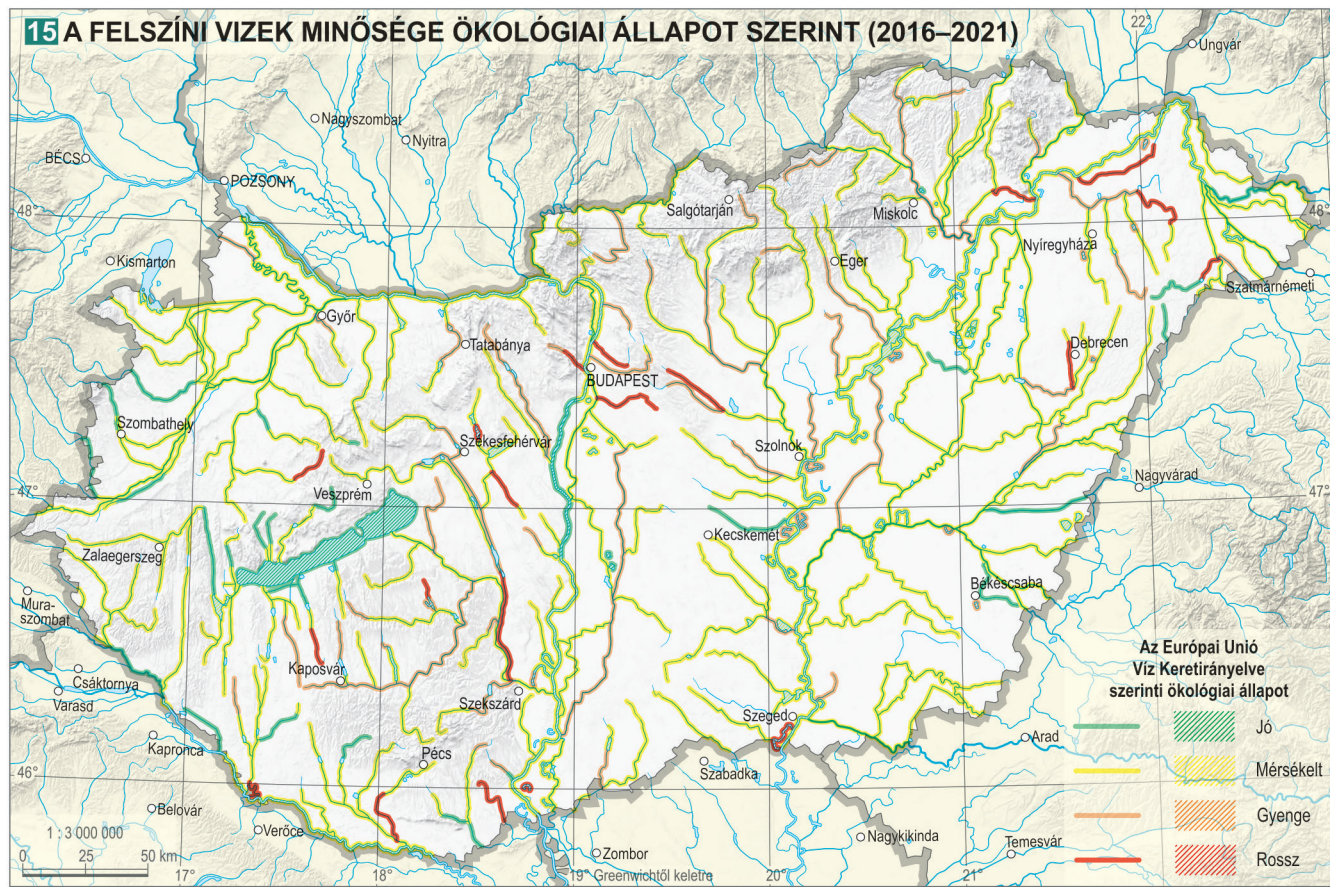 15 A FELSZÍNI VIZEK MINŐSÉGE ÖKOLÓGIAI ÁLLAPOT SZERINT (2016–2021)
22°
Ungvár
Nagyszombat
Nyitra
BÉCS
POZSONY
48°
Salgótarján
Miskolc
48°
Nyíregyháza
Kismarton
Eger
Szatmárnémeti
Győr
Tatabánya
Debrecen
BUDAPEST
Szombathely
Székesfehérvár
Szolnok
Veszprém
Nagyvárad
47°
47°
Kecskemét
Zalaegerszeg
Békéscsaba
Mura-
szombat
Kaposvár
Csáktornya
Varasd
Szekszárd
Szeged
Kapronca
Arad
Pécs
Szabadka
46°
Belovár
Verőce
Nagykikinda
Temesvár
Zombor
1 : 3 000 000
0 25 50 km
17° 18° 19° Greenwichtől keletre 20° 21°
Az Európai Unió
Víz Keretirányelve
szerinti ökológiai állapot
Jó
Mérsékelt
Gyenge
Rossz